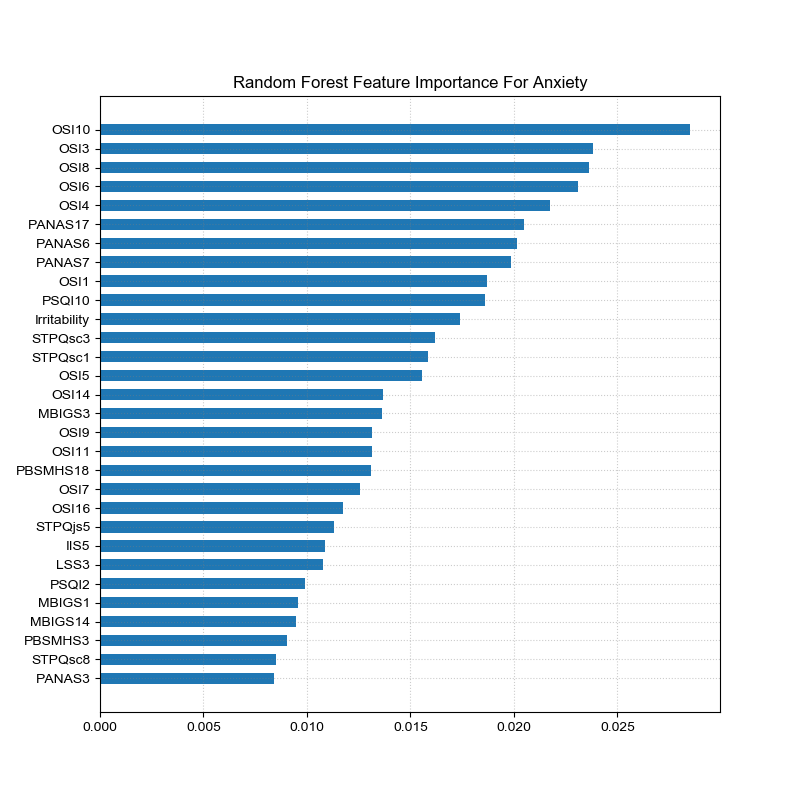 Random Forest Feature Importance For Anxiety
OSI10
OSI3
OSI8
OSI6
OSI4
PANAS17
PANAS6
PANAS7
OSI1
PSQI10
Irritability
STPQsc3
STPQsc1
OSI5
OSI14
MBIGS3
OSI9
OSI11
PBSMHS18
OSI7
OSI16
STPQjs5
IIS5
LSS3
PSQI2
MBIGS1
MBIGS14
PBSMHS3
STPQsc8
PANAS3
0.000 0.005 0.010 0.015 0.020 0.025